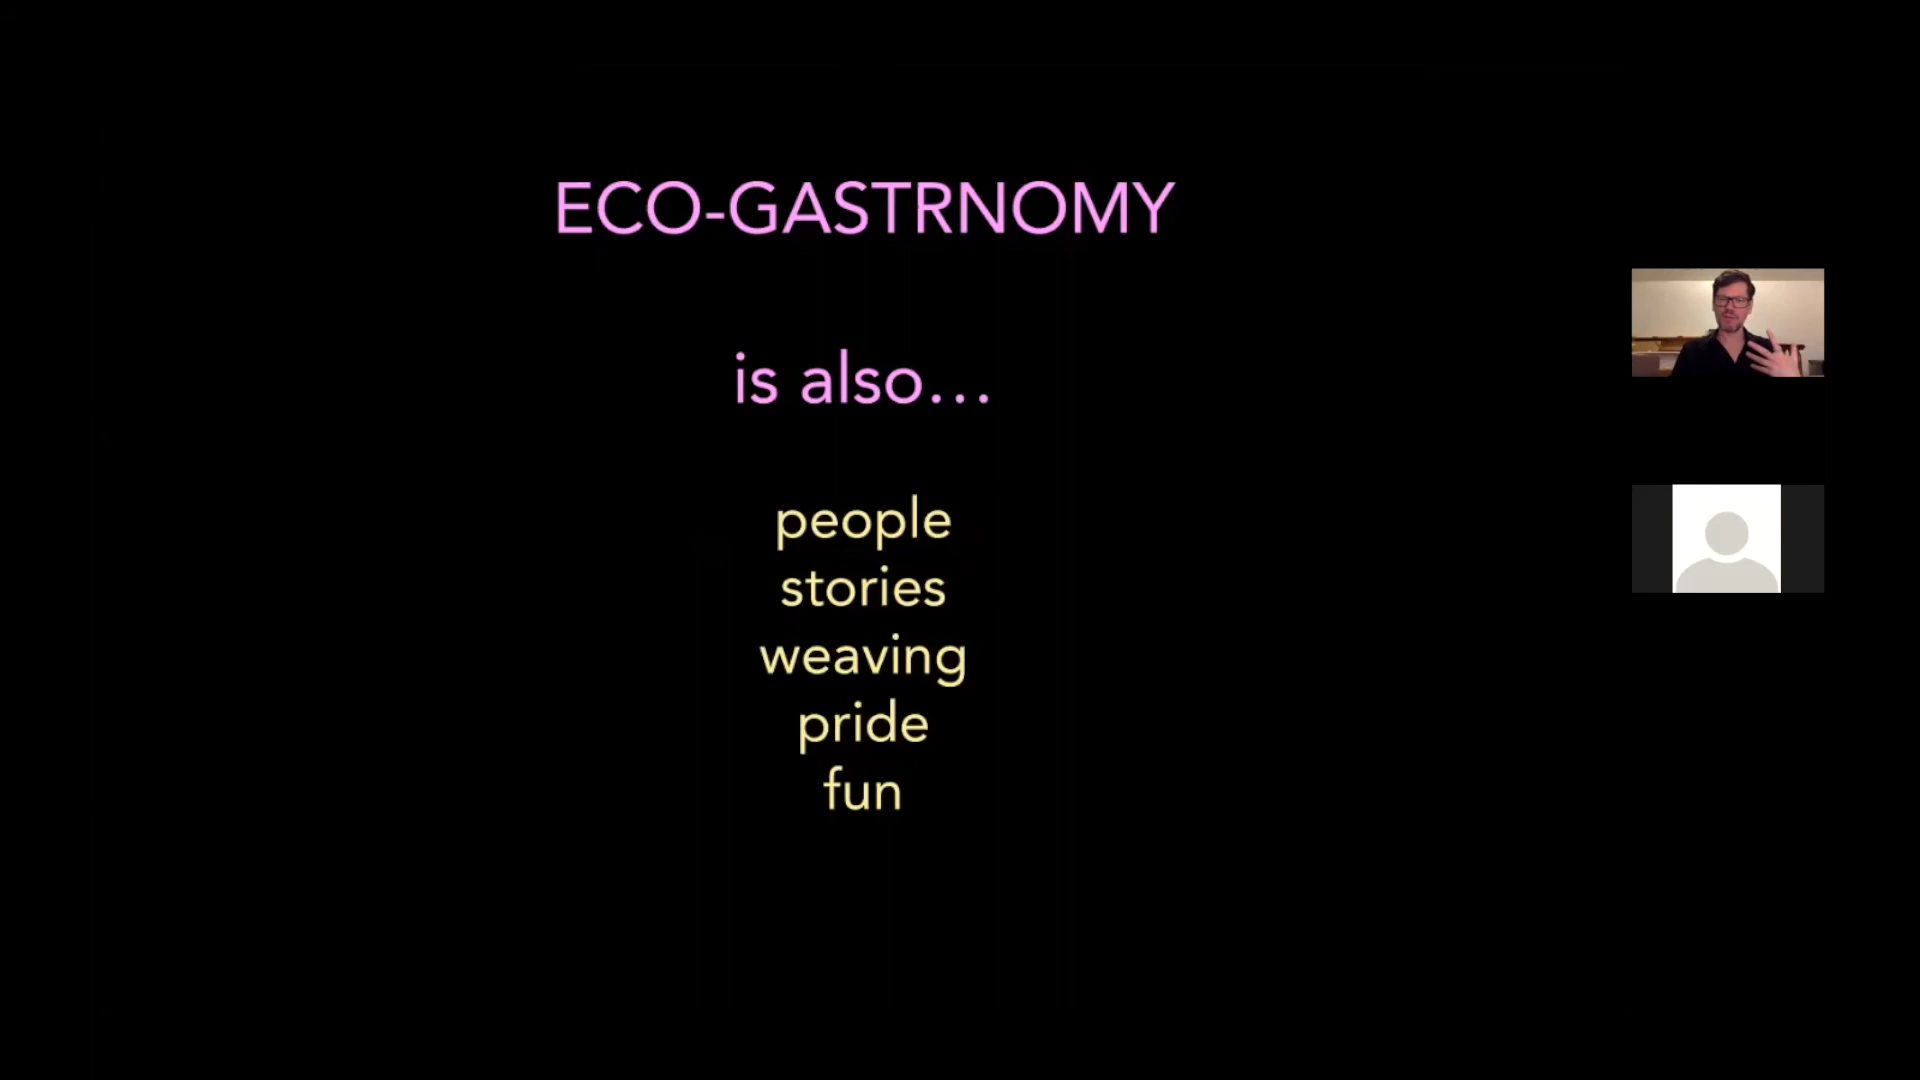 ECO-GASTRNOMY
is also…
people
stories
weaving
pride
fun